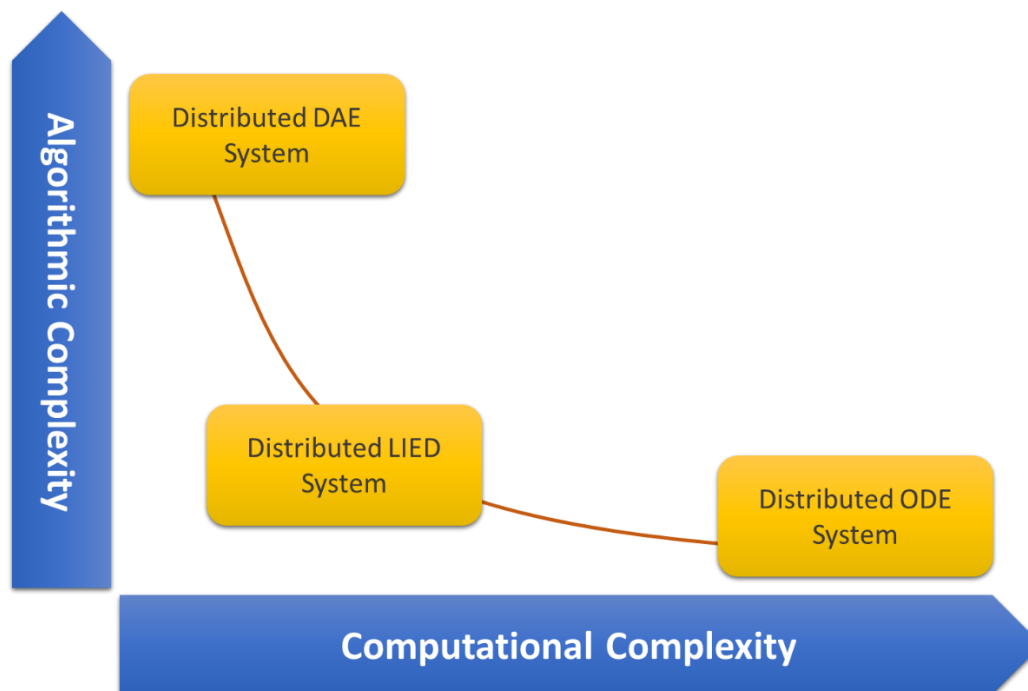 Algorithmic Complexity
Distributed DAE
System
Distributed LIED
System
Distributed ODE
System
Computational Complexity